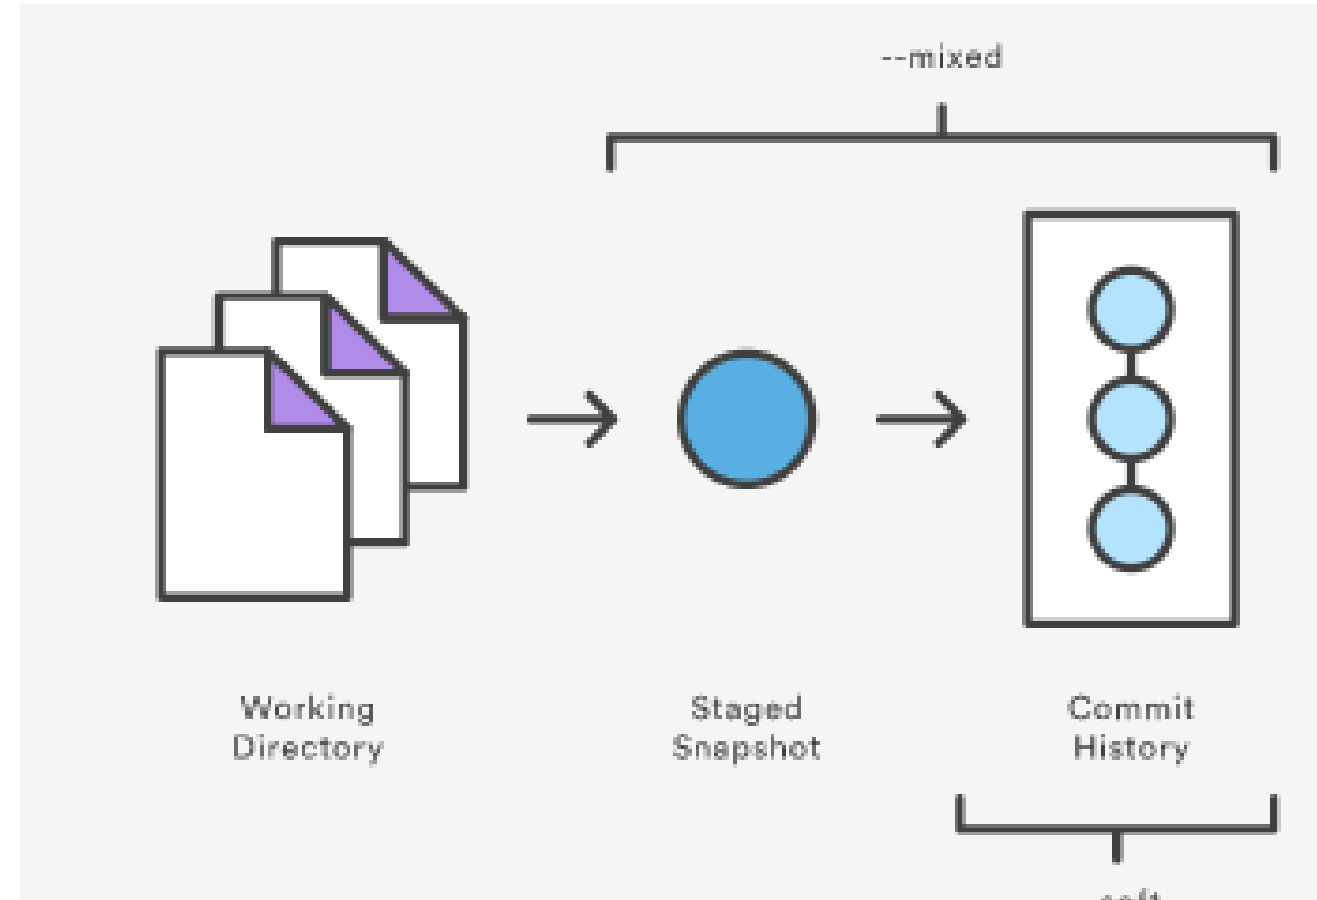 --mixed
Working
Directory
Staged
Snapshot
Commit
History